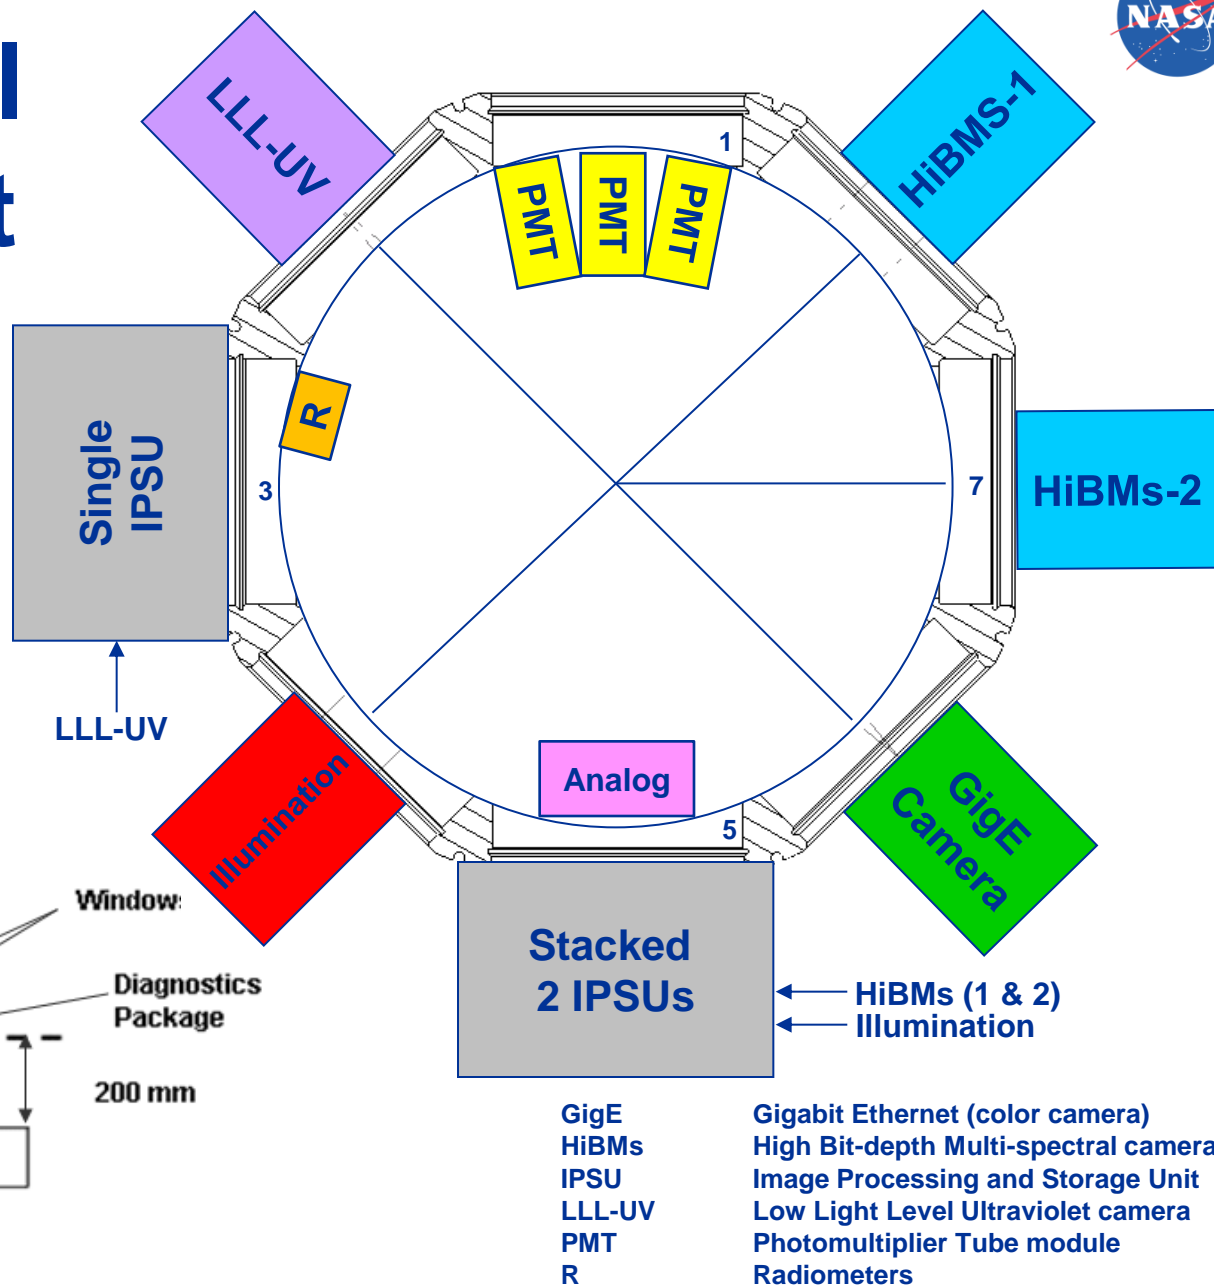 NASA
LLL-UV
1
HiBMS-1
PMT
PMT
PMT
Single
IPSU
R
3
7
HiBMs-2
LLL-UV
Illumination
Analog
5
GigE
Camera
Stacked
2 IPSUs
HiBMs (1 & 2)
Illumination
Window
Diagnostics
Package
200 mm
GigE Gigabit Ethernet (color camera)
HiBMs High Bit-depth Multi-spectral camera
IPSU Image Processing and Storage Unit
LLL-UV Low Light Level Ultraviolet camera
PMT Photomultiplier Tube module
R Radiometers